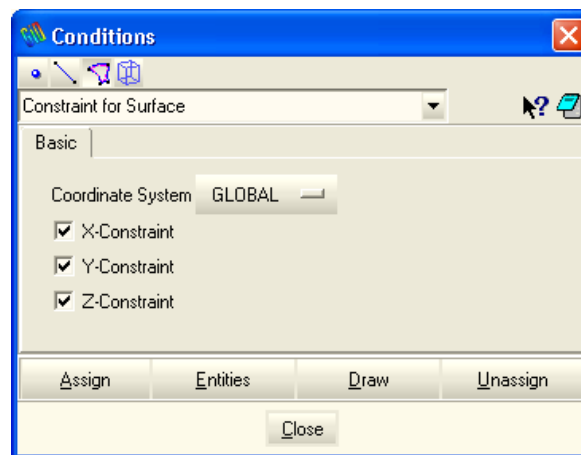 Conditions
Constraint for Surface
Basic
Coordinate System GLOBAL
X-Constraint
Y-Constraint
Z-Constraint
Assign Entities Draw Unassign
Close